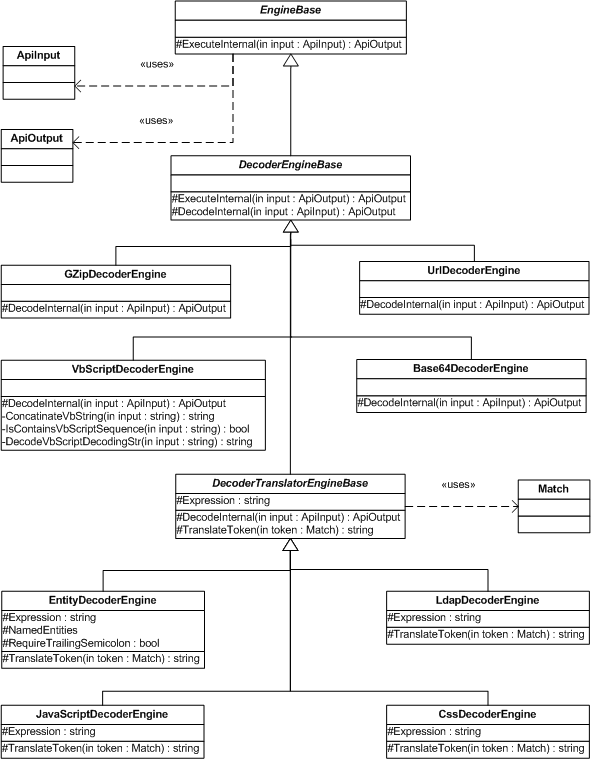 EngineBase
#ExecuteInternal(in input : ApiInput) : ApiOutput
ApiInput
«uses»
«uses»
ApiOutput
DecoderEngineBase
#ExecuteInternal(in input : ApiOutput) : ApiOutput
#DecodeInternal(in input : ApiInput) : ApiOutput
GZipDecoderEngine
#DecodeInternal(in input : ApiInput) : ApiOutput
UrlDecoderEngine
#DecodeInternal(in input : ApiInput) : ApiOutput
VbScriptDecoderEngine
#DecodeInternal(in input : ApiInput) : ApiOutput
-ConcatinateVbString(in input : string) : string
-IsContainsVbScriptSequence(in input : string) : bool
-DecodeVbScriptDecodingStr(in input : string) : string
Base64DecoderEngine
#DecodeInternal(in input : ApiInput) : ApiOutput
DecoderTranslatorEngineBase
#Expression : string
#DecodeInternal(in input : ApiInput) : ApiOutput
#TranslateToken(in token : Match) : string
«uses»
Match
EntityDecoderEngine
#Expression : string
#NamedEntities
#RequireTrailingSemicolon : bool
#TranslateToken(in token : Match) : string
LdapDecoderEngine
#Expression : string
#TranslateToken(in token : Match) : string
JavaScriptDecoderEngine
#Expression : string
#TranslateToken(in token : Match) : string
CssDecoderEngine
#Expression : string
#TranslateToken(in token : Match) : string